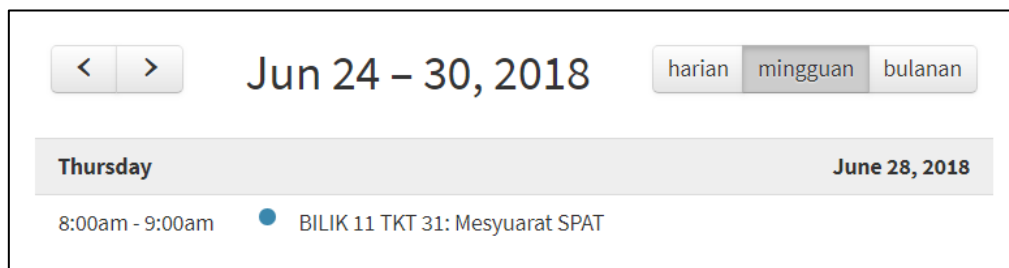 Jun 24 – 30, 2018
harian mingguan bulanan
Thursday June 28, 2018
8:00am - 9:00am BILIK 11 TKT 31: Mesyuarat SPAT